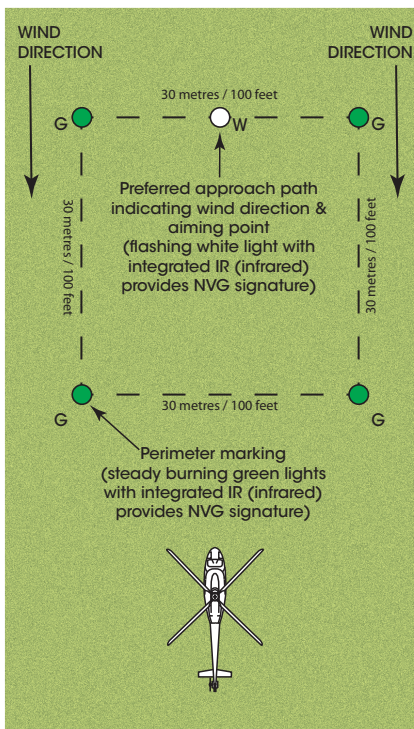 WIND
DIRECTION
WIND
DIRECTION
30 metres / 100 feet
G
W
G
Preferred approach path
indicating wind direction &
aiming point
(flashing white light with
integrated IR (infrared)
provides NVG signature)
30 metres / 100 feet
30 metres / 100 feet
30 metres / 100 feet
G
G
Perimeter marking
(steady burning green lights
with integrated IR (infrared)
provides NVG signature)